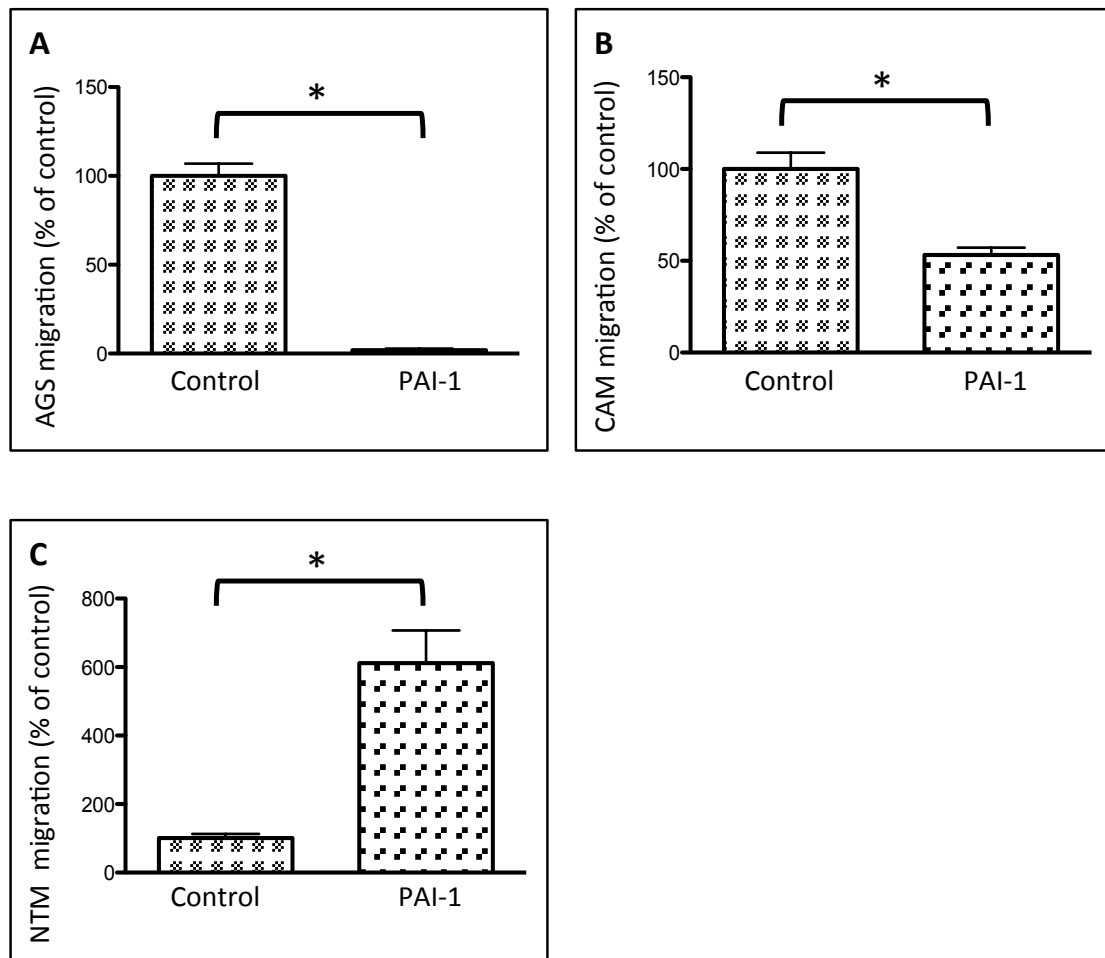 A
AGS migration (% of control)
150
100
50
0
*
Control PAI-1
B
CAM migration (% of control)
150
100
50
0
*
Control PAI-1
C
NTM migration (% of control)
800
600
400
200
0
*
Control PAI-1